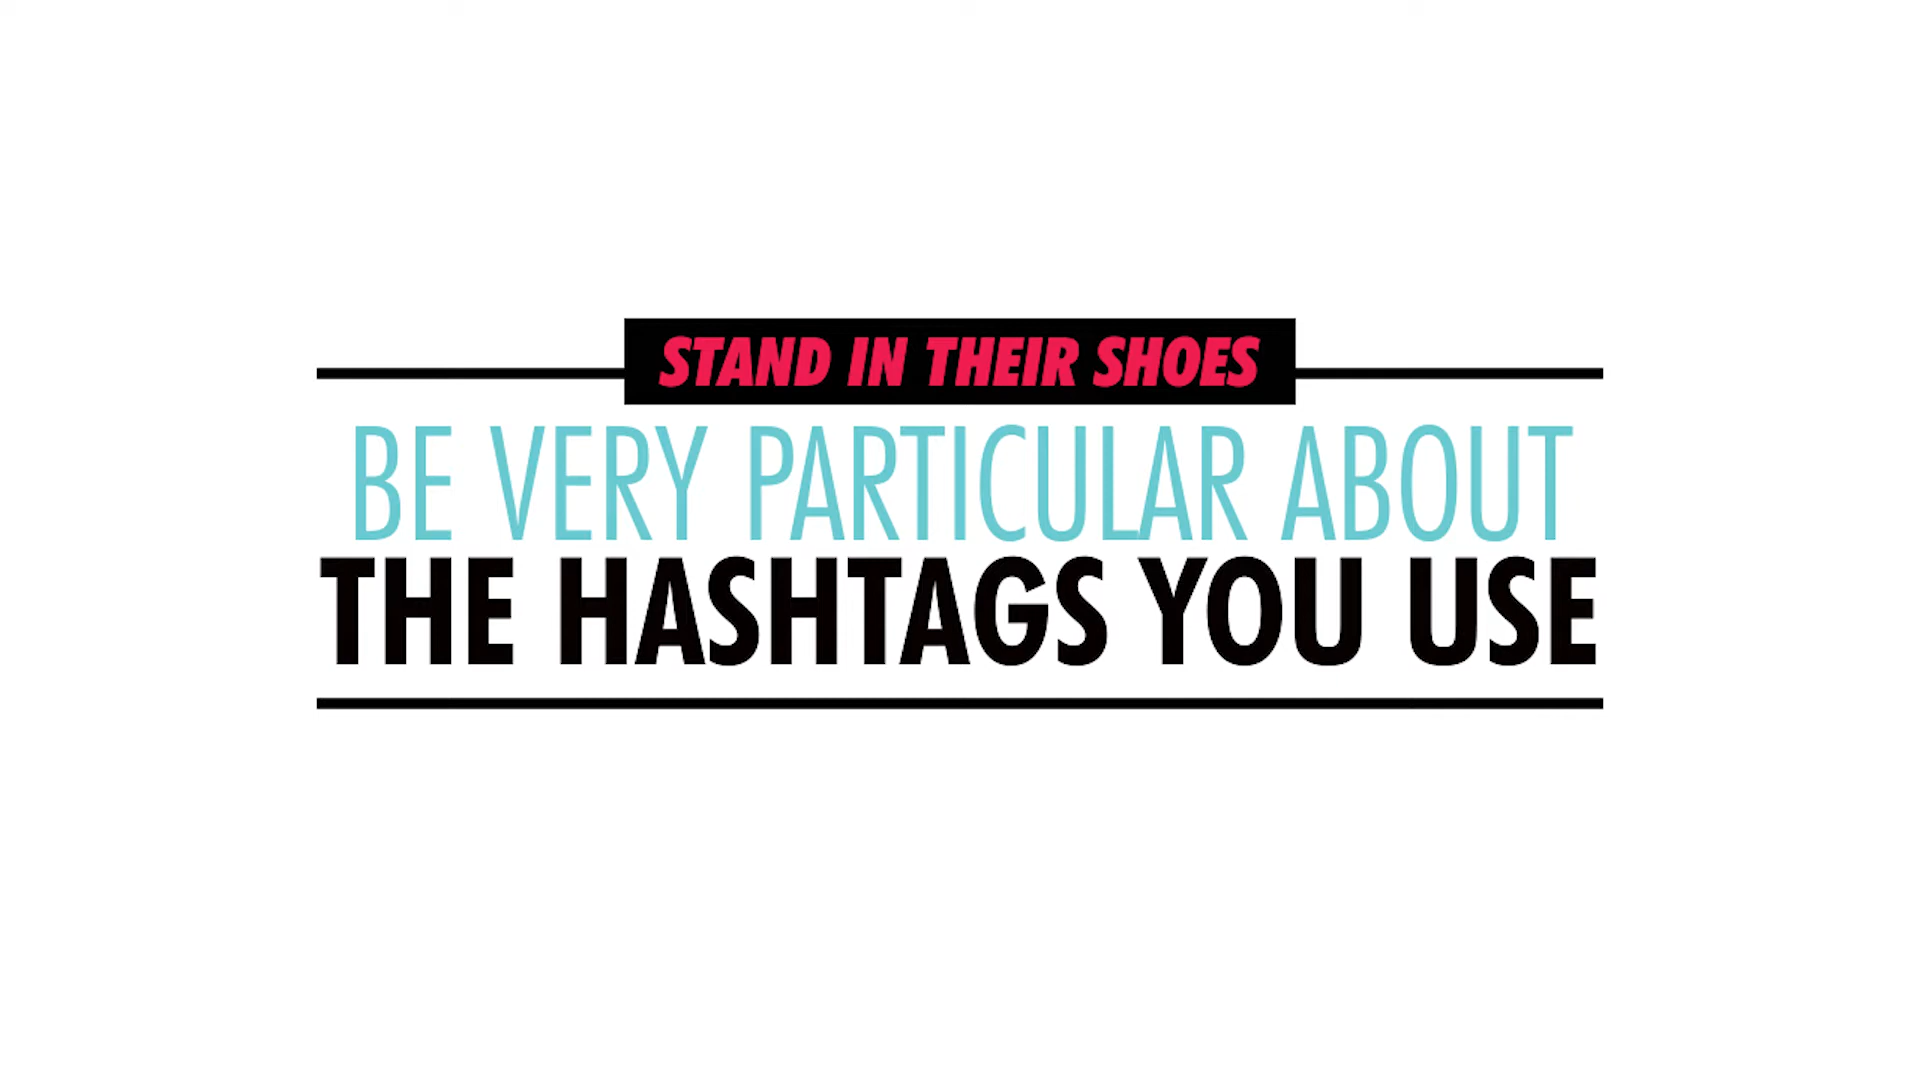 STAND IN THEIR SHOES
BE VERY PARTICULAR ABOUT
THE HASHTAGS YOU USE